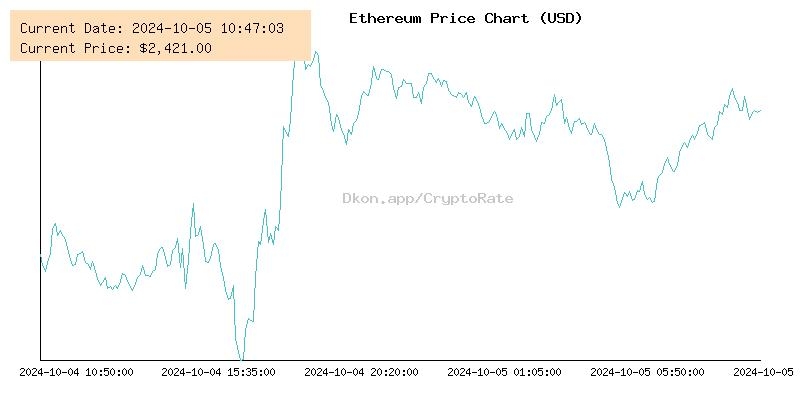 Ethereum Price Chart (USD)
Current Date: 2024-10-05 10:47:03
Current Price: $2,421.00
Dkon.app/CryptoRate
2024-10-04 10:50:00
2024-10-04 15:35:00
2024-10-04 20:20:00
2024-10-05 01:05:00
2024-10-05 05:50:00
2024-10-05